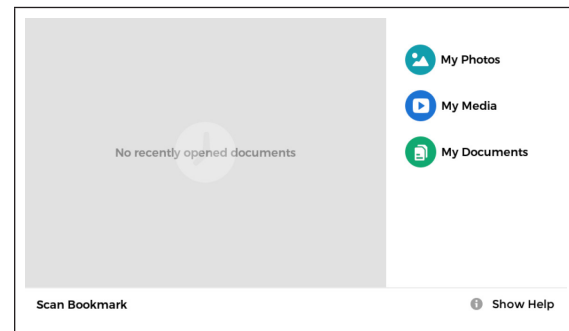 My Photos
My Media
No recently opened documents
My Documents
Scan Bookmark
Show Help